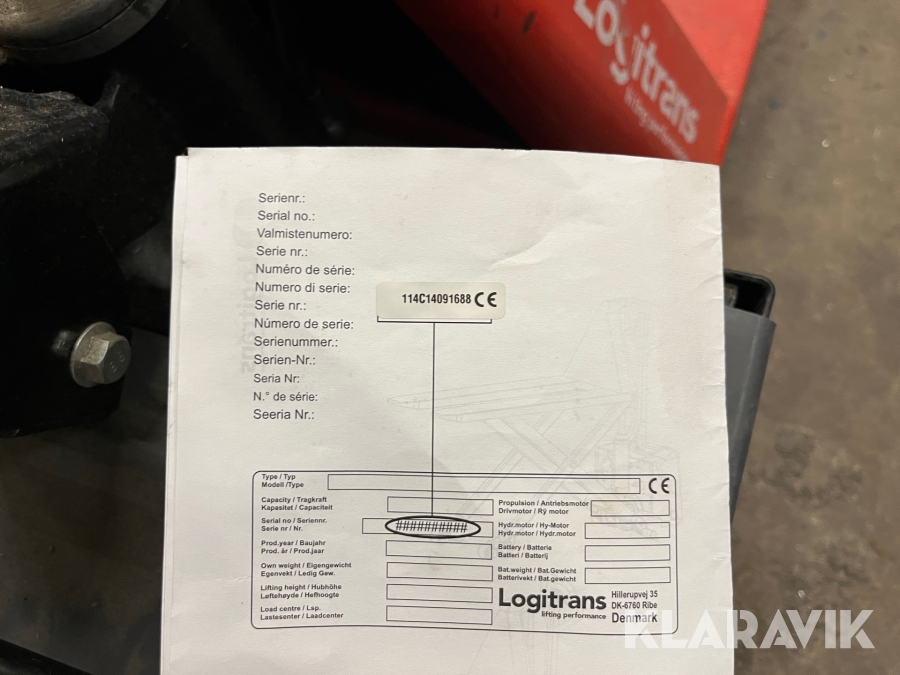 Logitrans
lifting performance
Serienr.:
Serial no.:
Valmistenumero:
Serie nr.:
Numéro de série:
Numero di serie:
Serie nr.:
Número de serie:
Serienummer.:
Serien-Nr.:
Seria Nr:
N.° de série:
Seeria Nr.:
114C14091688 CE
Type / Typ
Modell /Type
CE
Capacity / Tragkraft
Kapasitet / Capaciteit
Serial no / Seriennr.
Serie nr / Nr.
##########
Prod.year / Baujahr
Prod. år / Prod.jaar
Own weight / Eigengewicht
Egenvekt / Ledig Gew.
Lifting height / Hubhöhe
Løftehøyde / Hefhoogte
Load centre / Lsp.
Lastesenter / Laadcenter
Propulsion / Antriebsmotor
Drivmotor / Rÿ motor
Hydr.motor / Hy-Motor
Hydr.motor / Hydr.motor
Battery / Batterie
Batteri / Batterij
Bat.weight / Bat.Gewicht
Batterivekt / Bat.gewicht
Logitrans
lifting performance
Hillerupvej 35
DK-6760 Ribe
Denmark
KLARAVIK